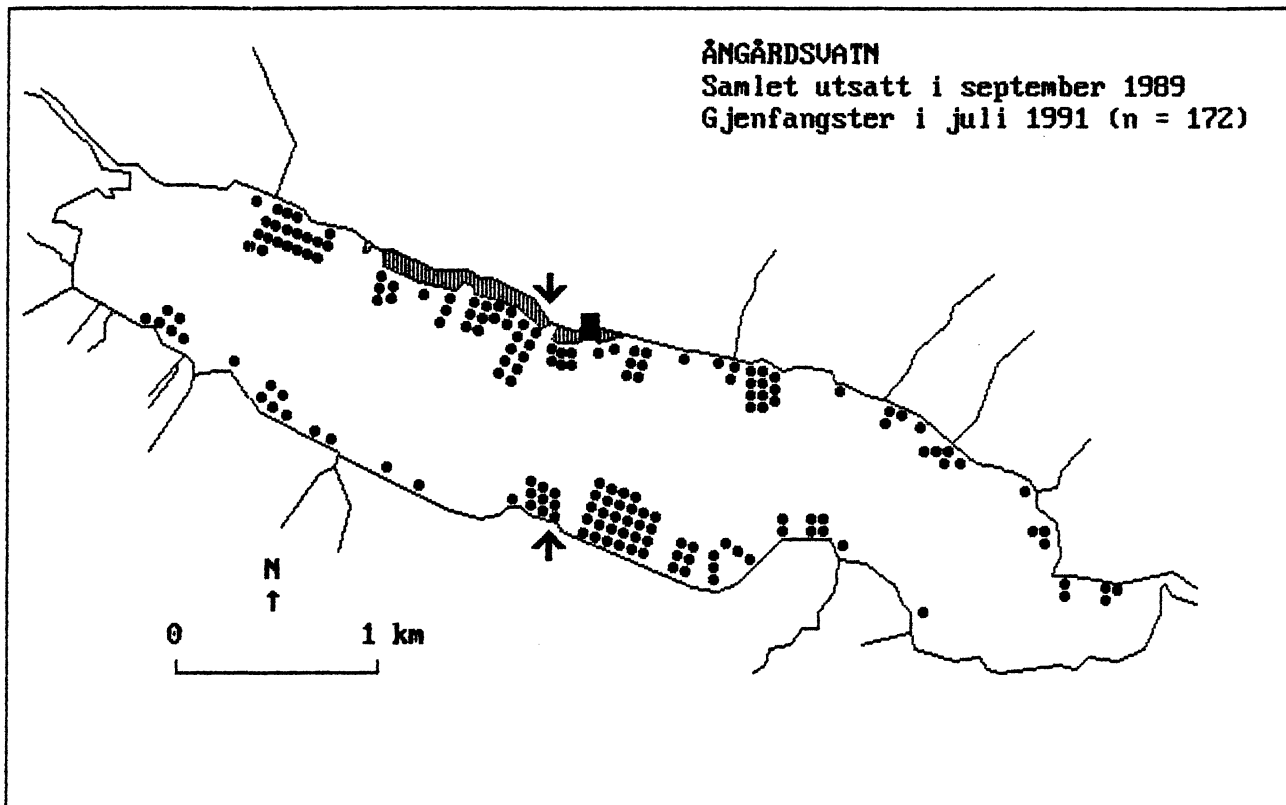 ÅNGÅRDSVATN
Samlet utsatt i september 1989
Gjenfangster i juli 1991 (n = 172)
N
0 1 km